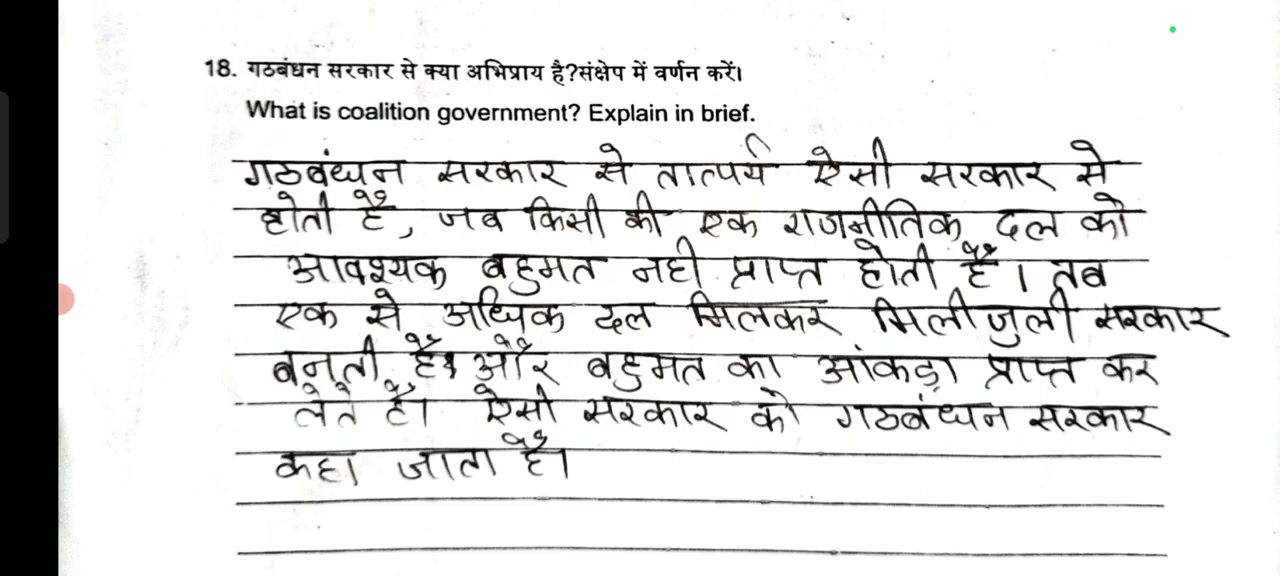 18. गठबंधन सरकार से क्या अभिप्राय है?संक्षेप में वर्णन करें।
What is coalition government? Explain in brief.
गठबंधन सरकार से तात्पर्य ऐसी सरकार से
होती है, जब किसी की एक राजनीतिक दल को
आवश्यक बहुमत नही प्राप्त होती है। तब
एक से अधिक दल मिलकर मिलीजुली सरकार
बनती है। और बहुमत का आंकड़ा प्राप्त कर
लेते है। ऐसी सरकार को गठबंधन सरकार
कहा जाता है।